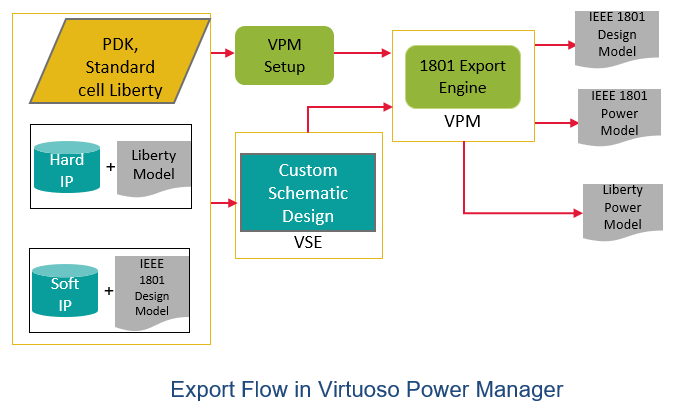 PDK,
Standard
cell Liberty
VPM
Setup
1801 Export
Engine
VPM
IEEE 1801
Design
Model
IEEE 1801
Power
Model
Liberty
Power
Model
Hard
IP
+
Liberty
Model
Custom
Schematic
Design
VSE
Soft
IP
+
IEEE
1801
Design
Model
Export Flow in Virtuoso Power Manager